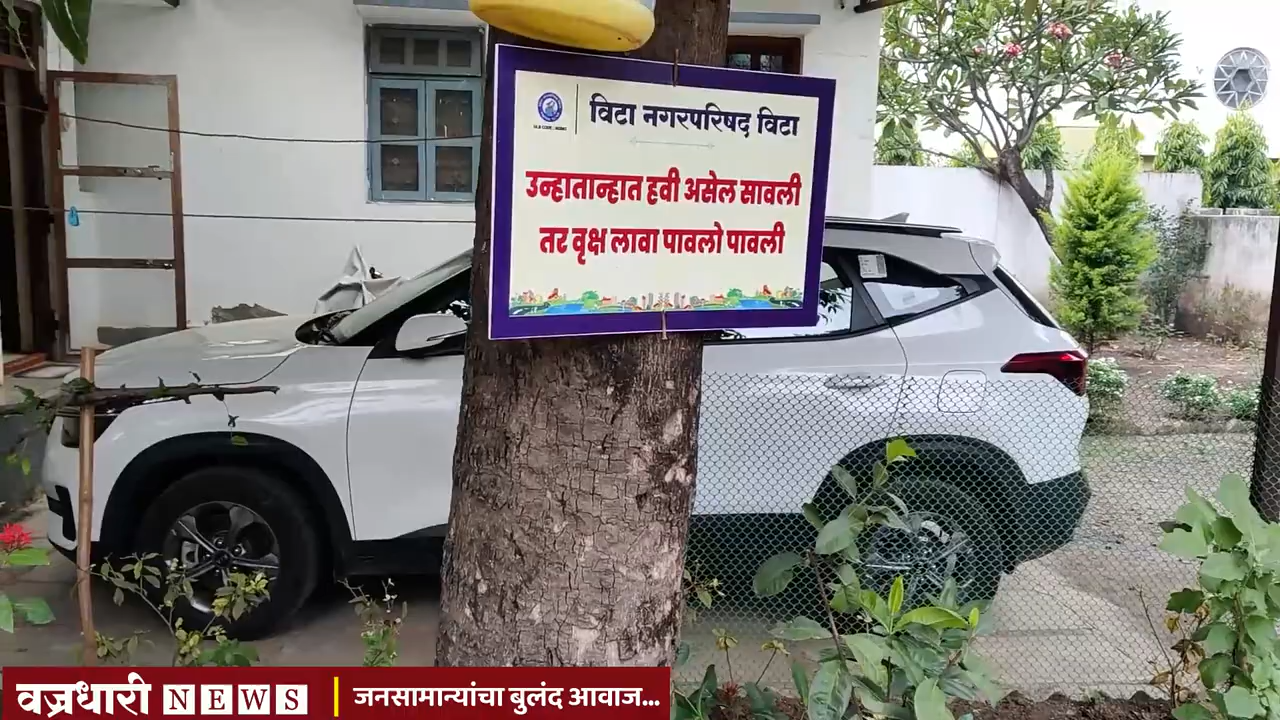 विटा नगरपरिषद विटा
उन्हातान्हात हवी असेल सावली
तर वृक्ष लावा पावलो पावली
वज्रधारी NEWS
जनसामान्यांचा बुलंद आवाज...